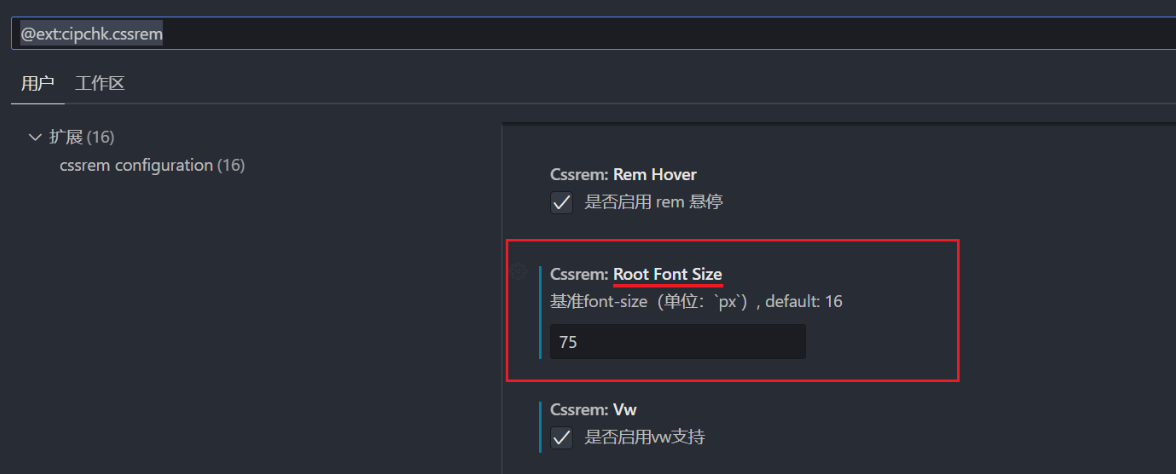 @ext:cipchk.cssrem
用户 工作区
扩展 (16)
cssrem configuration (16)
Cssrem: Rem Hover
是否启用 rem 悬停
Cssrem: Root Font Size
基准font-size（单位：`px`）, default: 16
75
Cssrem: Vw
是否启用vw支持